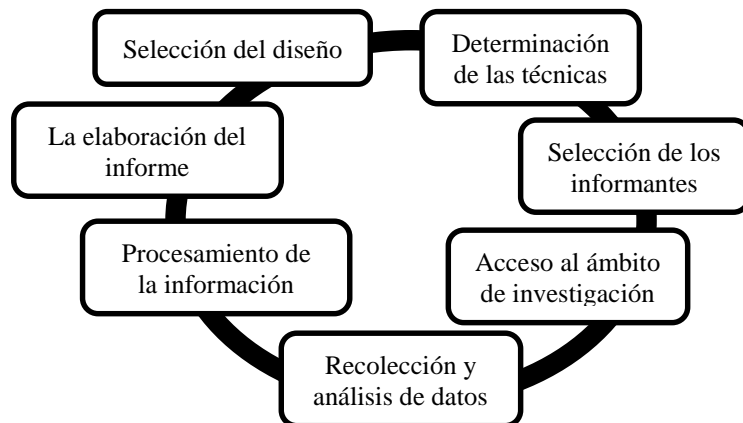 Selección del diseño
Determinación
de las técnicas
Selección de los
informantes
Acceso al ámbito
de investigación
Recolección y
análisis de datos
Procesamiento de
la información
La elaboración del
informe